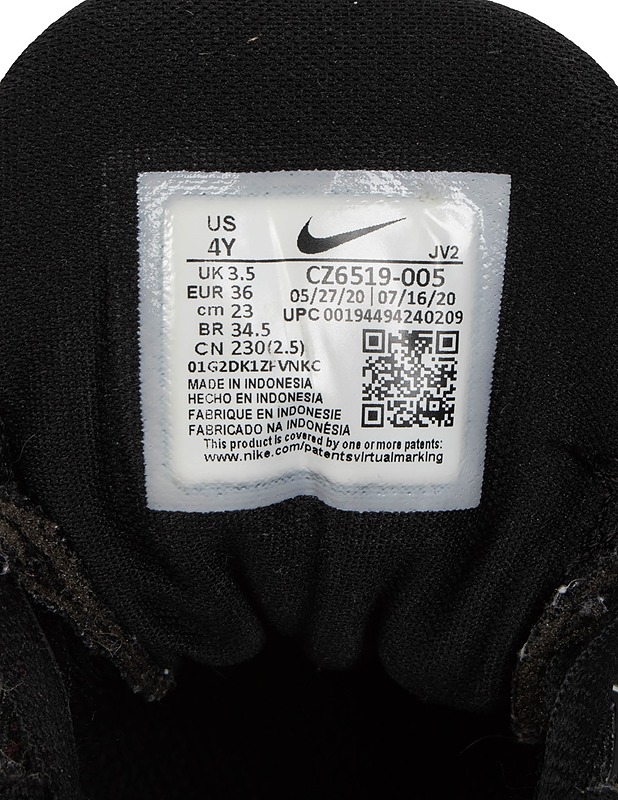 US
4Y
JV2
UK 3.5
EUR 36
cm 23
BR 34.5
CN 230(2.5)
CZ6519-005
05/27/20 | 07/16/20
UPC 00194494240209
MADE IN INDONESIA
HECHO EN INDONESIA
FABRIQUE EN INDONESIE
FABRICADO NA INDONÉSIA
This product is covered by one or more patents:
www.nike.com/patentsvirtualmarking